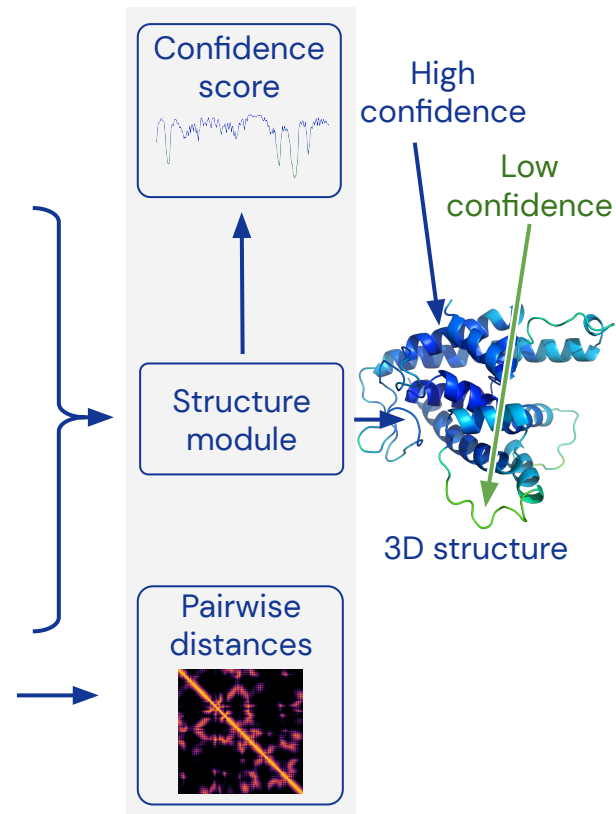 Confidence
score
High
confidence
Low
confidence
Structure
module
3D structure
Pairwise
distances